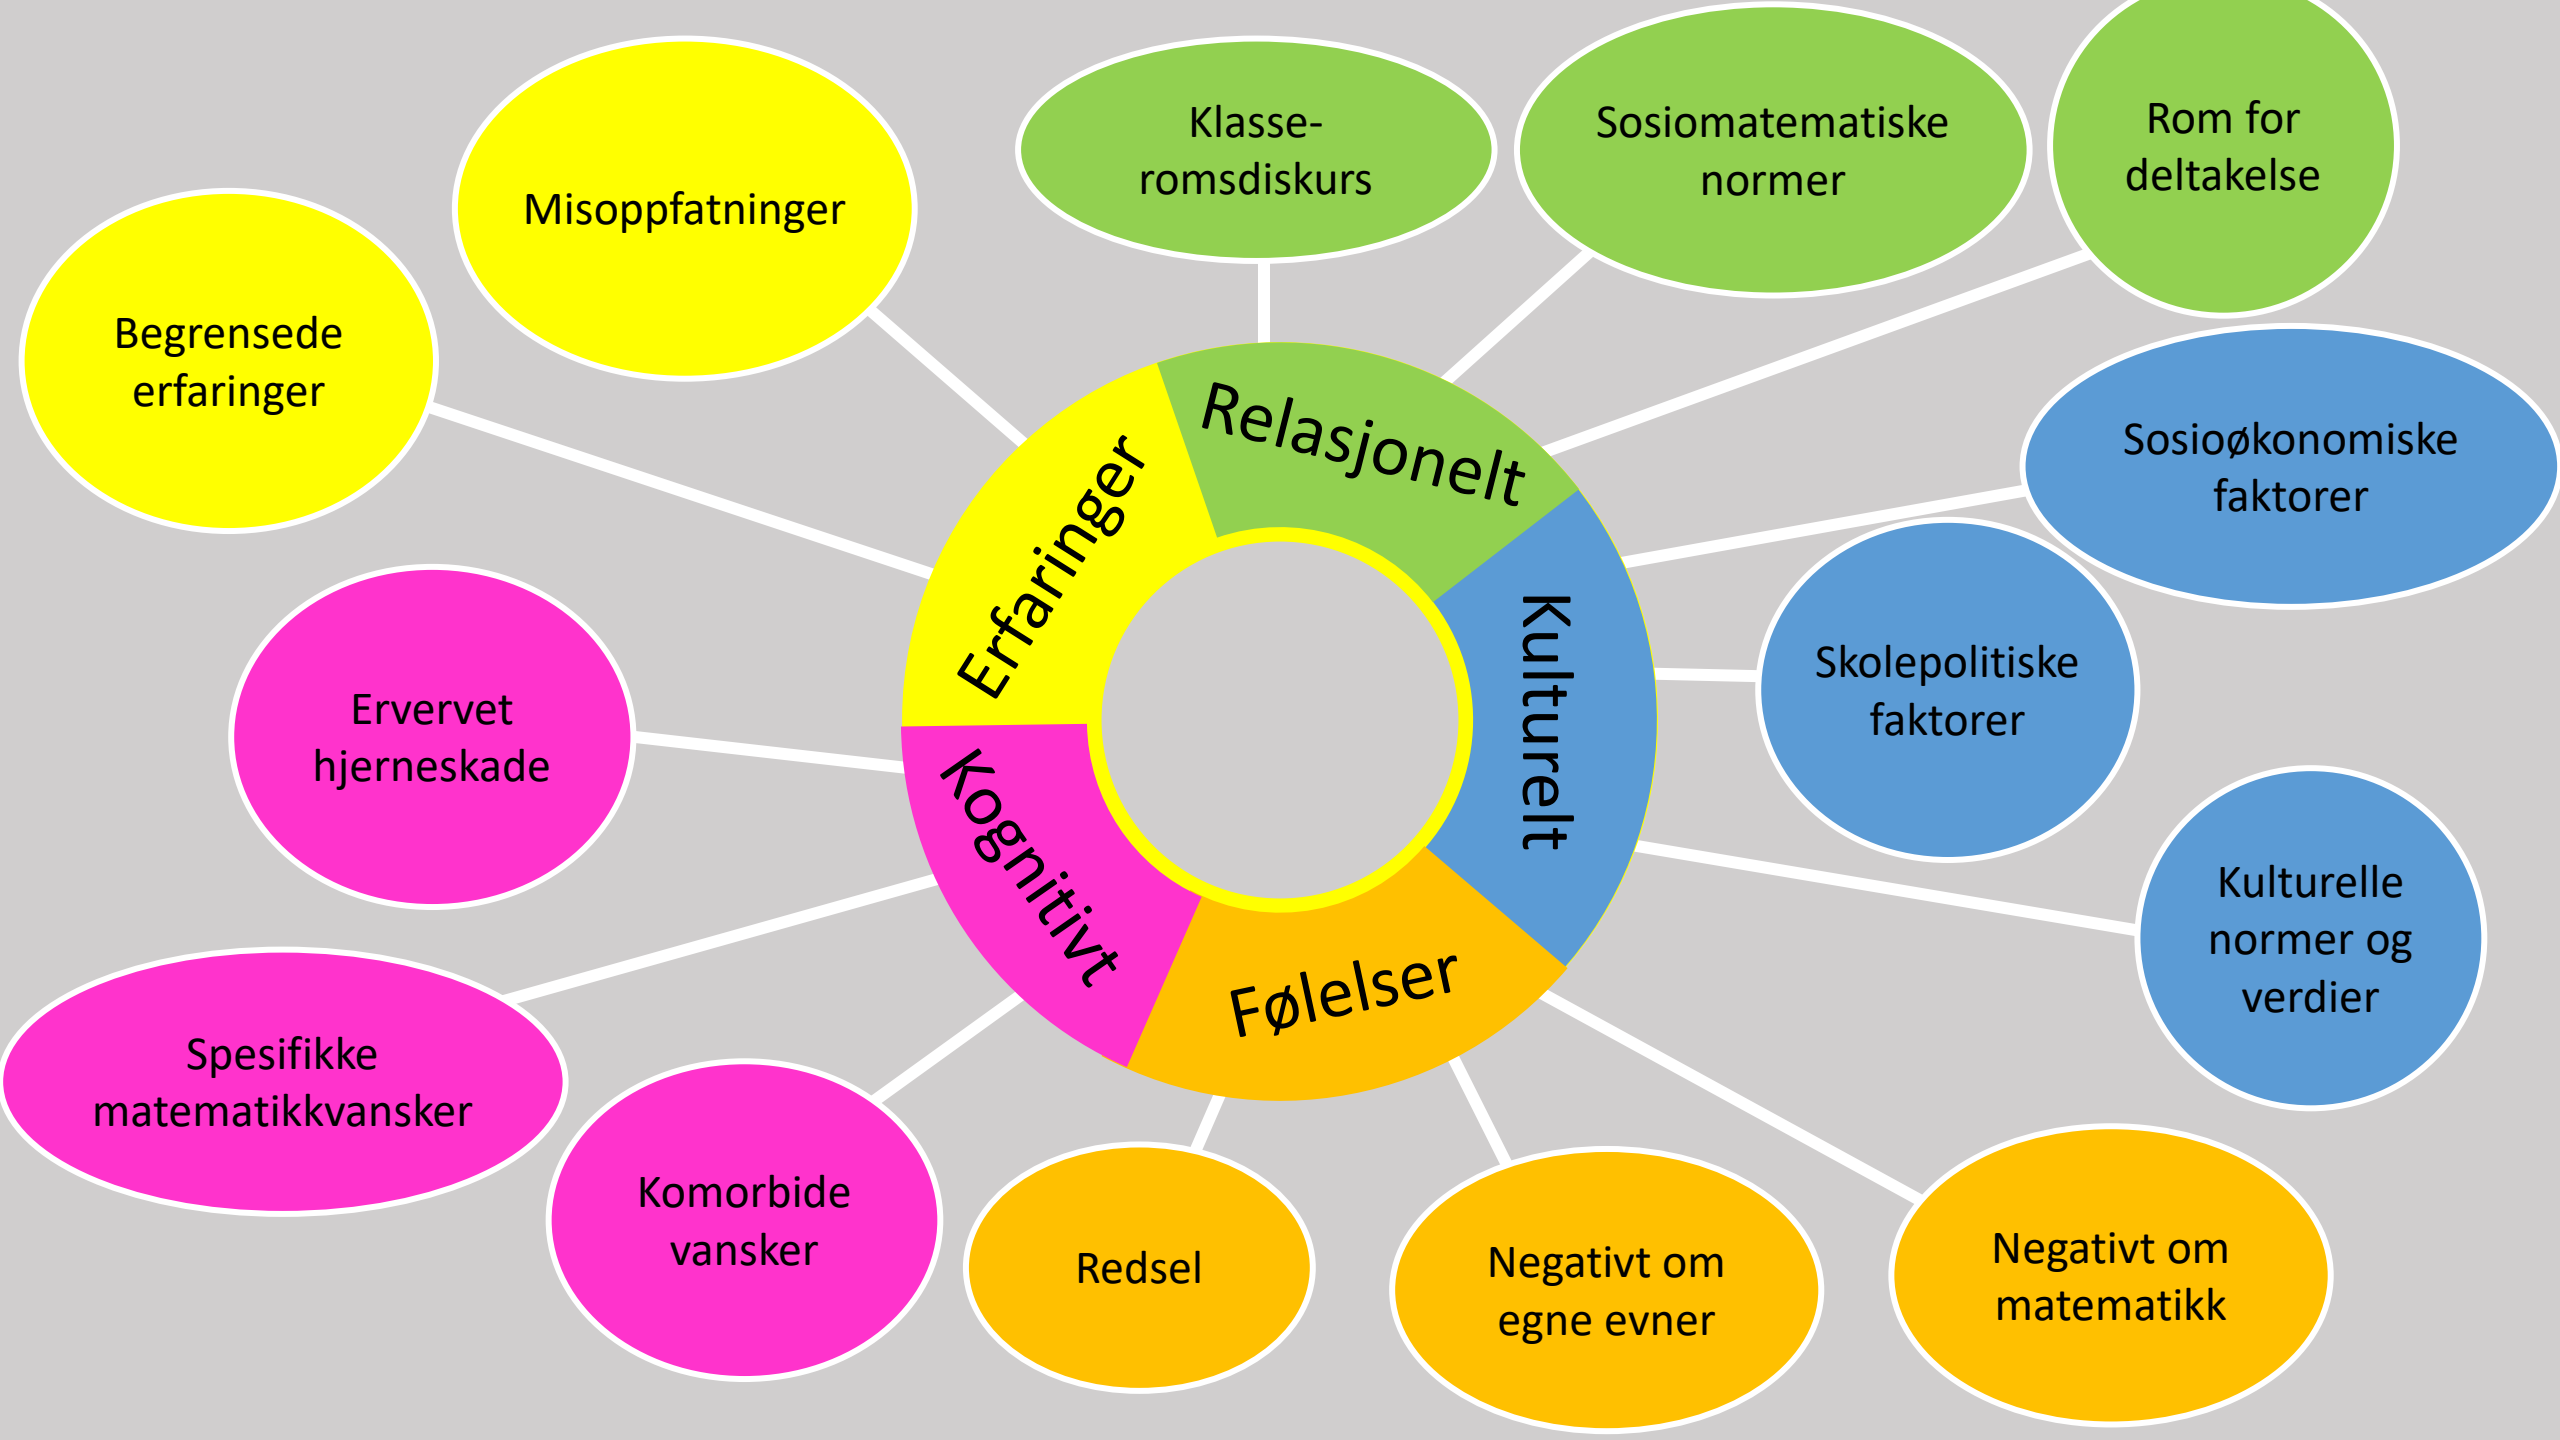 Misoppfatninger
Begrensede
erfaringer
Klasse-
romsdiskurs
Sosiomatematiske
normer
Rom for
deltakelse
Sosioøkonomiske
faktorer
Skolepolitiske
faktorer
Kulturelle
normer og
verdier
Negativt om
matematikk
Negativt om
egne evner
Redsel
Komorbide
vansker
Spesifikke
matematikkvansker
Ervervet
hjerneskade
Erfaringer
Relasjonelt
Kulturelt
Følelser
Kognitivt